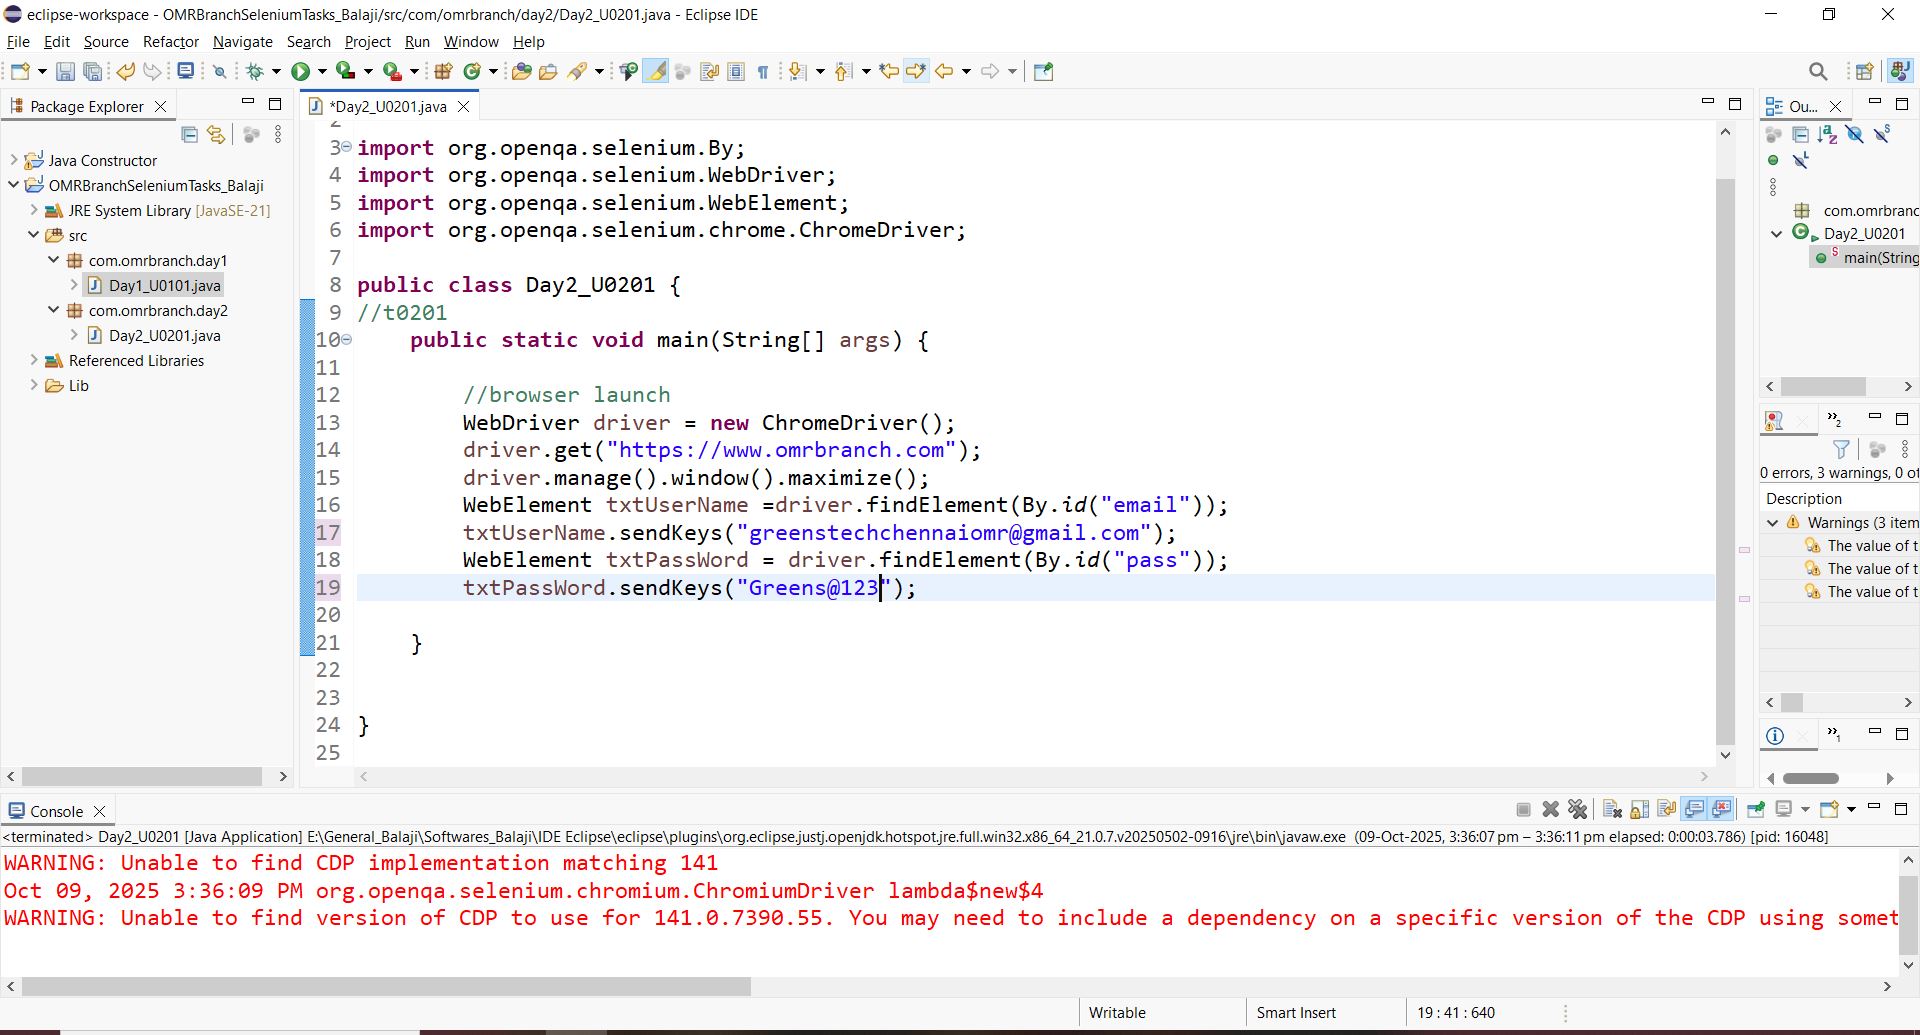 eclipse-workspace - OMRBranchSeleniumTasks_Balaji/src/com/omrbranch/day2/Day2_U0201.java - Eclipse IDE
File Edit Source Refactor Navigate Search Project Run Window Help
Package Explorer
Java Constructor
OMRBranchSeleniumTasks_Balaji
JRE System Library [JavaSE-21]
src
com.omrbranch.day1
Day1_U0101.java
com.omrbranch.day2
Day2_U0201.java
Referenced Libraries
Lib
*Day2_U0201.java
2
3 import org.openqa.selenium.By;
4 import org.openqa.selenium.WebDriver;
5 import org.openqa.selenium.WebElement;
6 import org.openqa.selenium.chrome.ChromeDriver;
7
8 public class Day2_U0201 {
9 //t0201
10 public static void main(String[] args) {
11
12 //browser launch
13 WebDriver driver = new ChromeDriver();
14 driver.get("https://www.omrbranch.com");
15 driver.manage().window().maximize();
16 WebElement txtUserName =driver.findElement(By.id("email"));
17 txtUserName.sendKeys("greenstechchennaiomr@gmail.com");
18 WebElement txtPassWord = driver.findElement(By.id("pass"));
19 txtPassWord.sendKeys("Greens@123");
20
21 }
22
23
24 }
25
Ou...
com.omrbranc
Day2_U0201
main(String
0 errors, 3 warnings, 0 ot
Description
Warnings (3 item
The value of t
The value of t
The value of t
Console
<terminated> Day2_U0201 [Java Application] E:\General_Balaji\Softwares_Balaji\IDE Eclipse\eclipse\plugins\org.eclipse.justj.openjdk.hotspot.jre.full.win32.x86_64_21.0.7.v20250502-0916\jre\bin\javaw.exe (09-Oct-2025, 3:36:07 pm – 3:36:11 pm elapsed: 0:00:03.786) [pid: 16048]
WARNING: Unable to find CDP implementation matching 141
Oct 09, 2025 3:36:09 PM org.openqa.selenium.chromium.ChromiumDriver lambda$new$4
WARNING: Unable to find version of CDP to use for 141.0.7390.55. You may need to include a dependency on a specific version of the CDP using somet
Writable Smart Insert 19 : 41 : 640